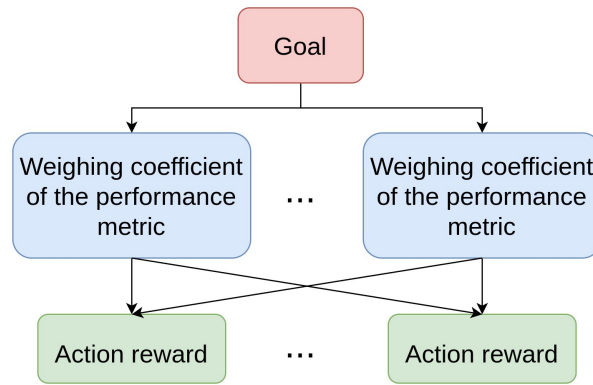 Goal
Weighing coefficient
of the performance
metric
...
Weighing coefficient
of the performance
metric
Action reward
...
Action reward